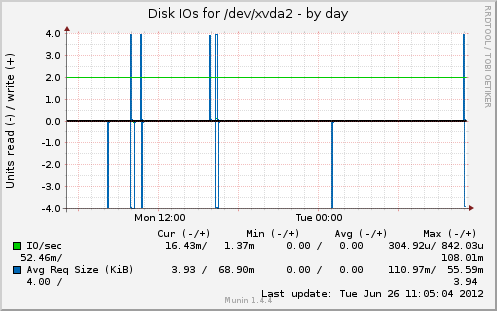 Disk IOs for /dev/xvda2 - by day
RRDTOOL / TOBI OETIKER
Units read (-) / write (+)
4.0
3.0
2.0
1.0
0.0
-1.0
-2.0
-3.0
-4.0
Mon 12:00 Tue 00:00
Cur (-/+) Min (-/+) Avg (-/+) Max (-/+)
IO/sec 16.43m/ 1.37m 0.00 / 0.00 304.92u/ 842.03u
52.46m/ 108.01m
Avg Req Size (KiB) 3.93 / 68.90m 0.00 / 0.00 110.97m/ 55.59m
4.00 / 3.94
Last update: Tue Jun 26 11:05:04 2012
Munin 1.4.4